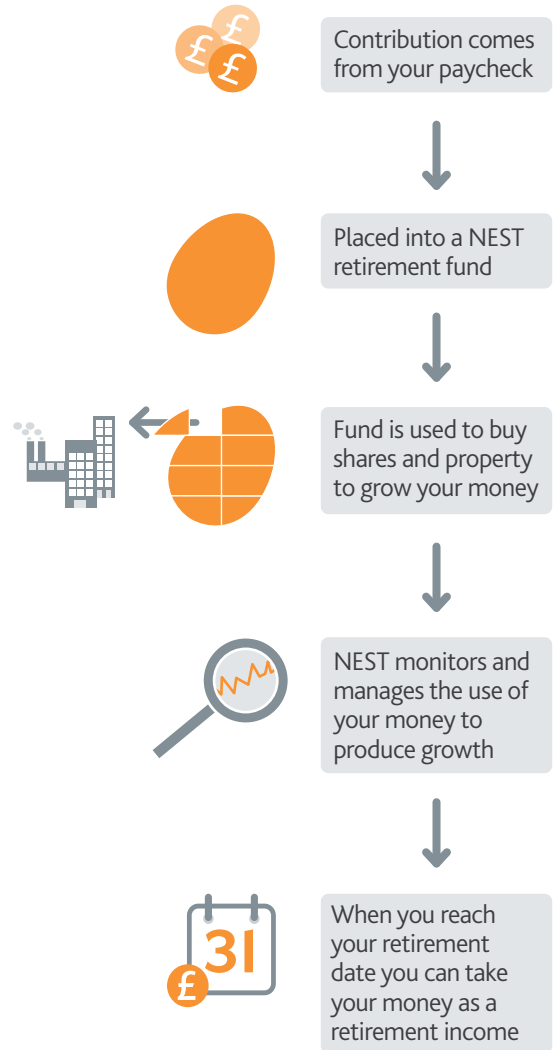 £ £ £
Contribution comes
from your paycheck
Placed into a NEST
retirement fund
Fund is used to buy
shares and property
to grow your money
NEST monitors and
manages the use of
your money to
produce growth
31
£
When you reach
your retirement
date you can take
your money as a
retirement income